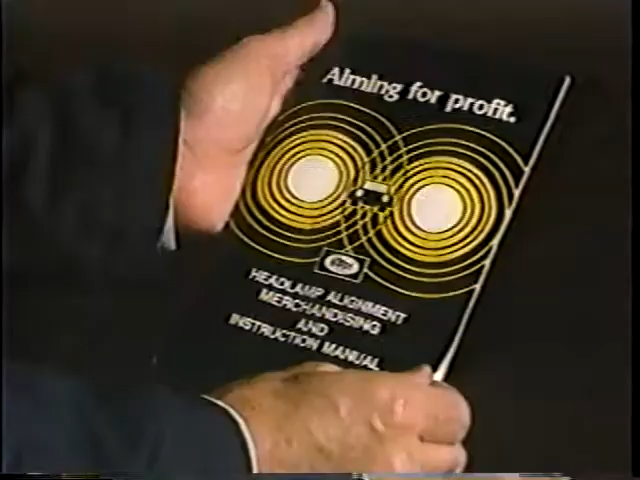 Aiming for profit.
HEADLAMP ALIGNMENT
MERCHANDISING
AND
INSTRUCTION MANUAL